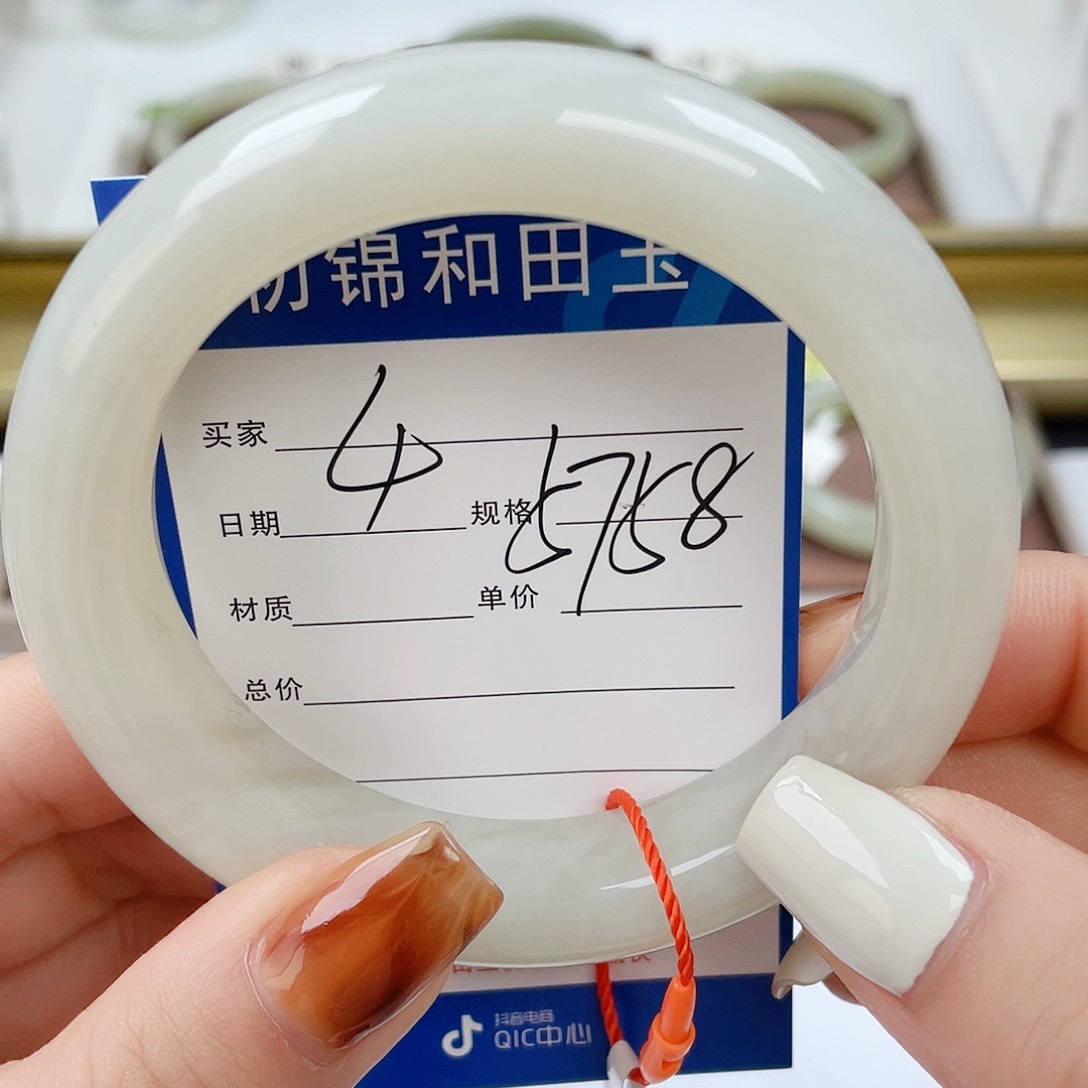 锦和田玉
买家
4
日期 规格 5758
材质 单价
总价
抖音电商
QIC中心